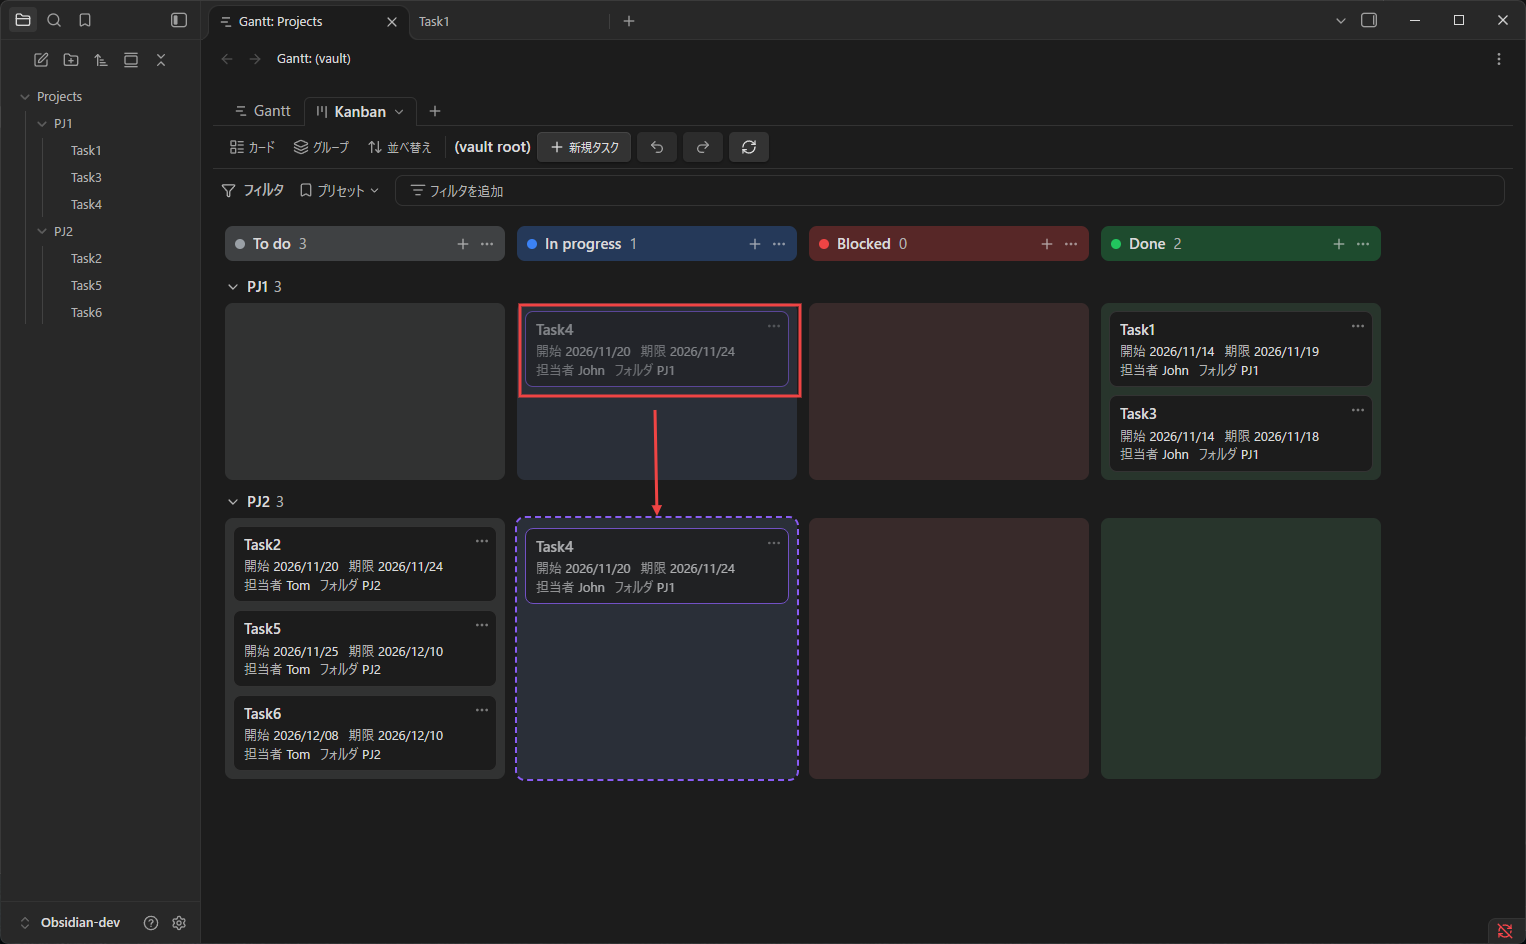 Gantt: Projects
Task1
Gantt: (vault)
Projects
PJ1
Task1
Task3
Task4
PJ2
Task2
Task5
Task6
Gantt
Kanban
カード
グループ
並べ替え
(vault root)
新規タスク
フィルタ
プリセット
フィルタを追加
To do 3
In progress 1
Blocked 0
Done 2
PJ1 3
Task4
開始 2026/11/20 期限 2026/11/24
担当者 John フォルダ PJ1
Task1
開始 2026/11/14 期限 2026/11/19
担当者 John フォルダ PJ1
Task3
開始 2026/11/14 期限 2026/11/18
担当者 John フォルダ PJ1
PJ2 3
Task2
開始 2026/11/20 期限 2026/11/24
担当者 Tom フォルダ PJ2
Task5
開始 2026/11/25 期限 2026/12/10
担当者 Tom フォルダ PJ2
Task6
開始 2026/12/08 期限 2026/12/10
担当者 Tom フォルダ PJ2
Task4
開始 2026/11/20 期限 2026/11/24
担当者 John フォルダ PJ1
Obsidian-dev